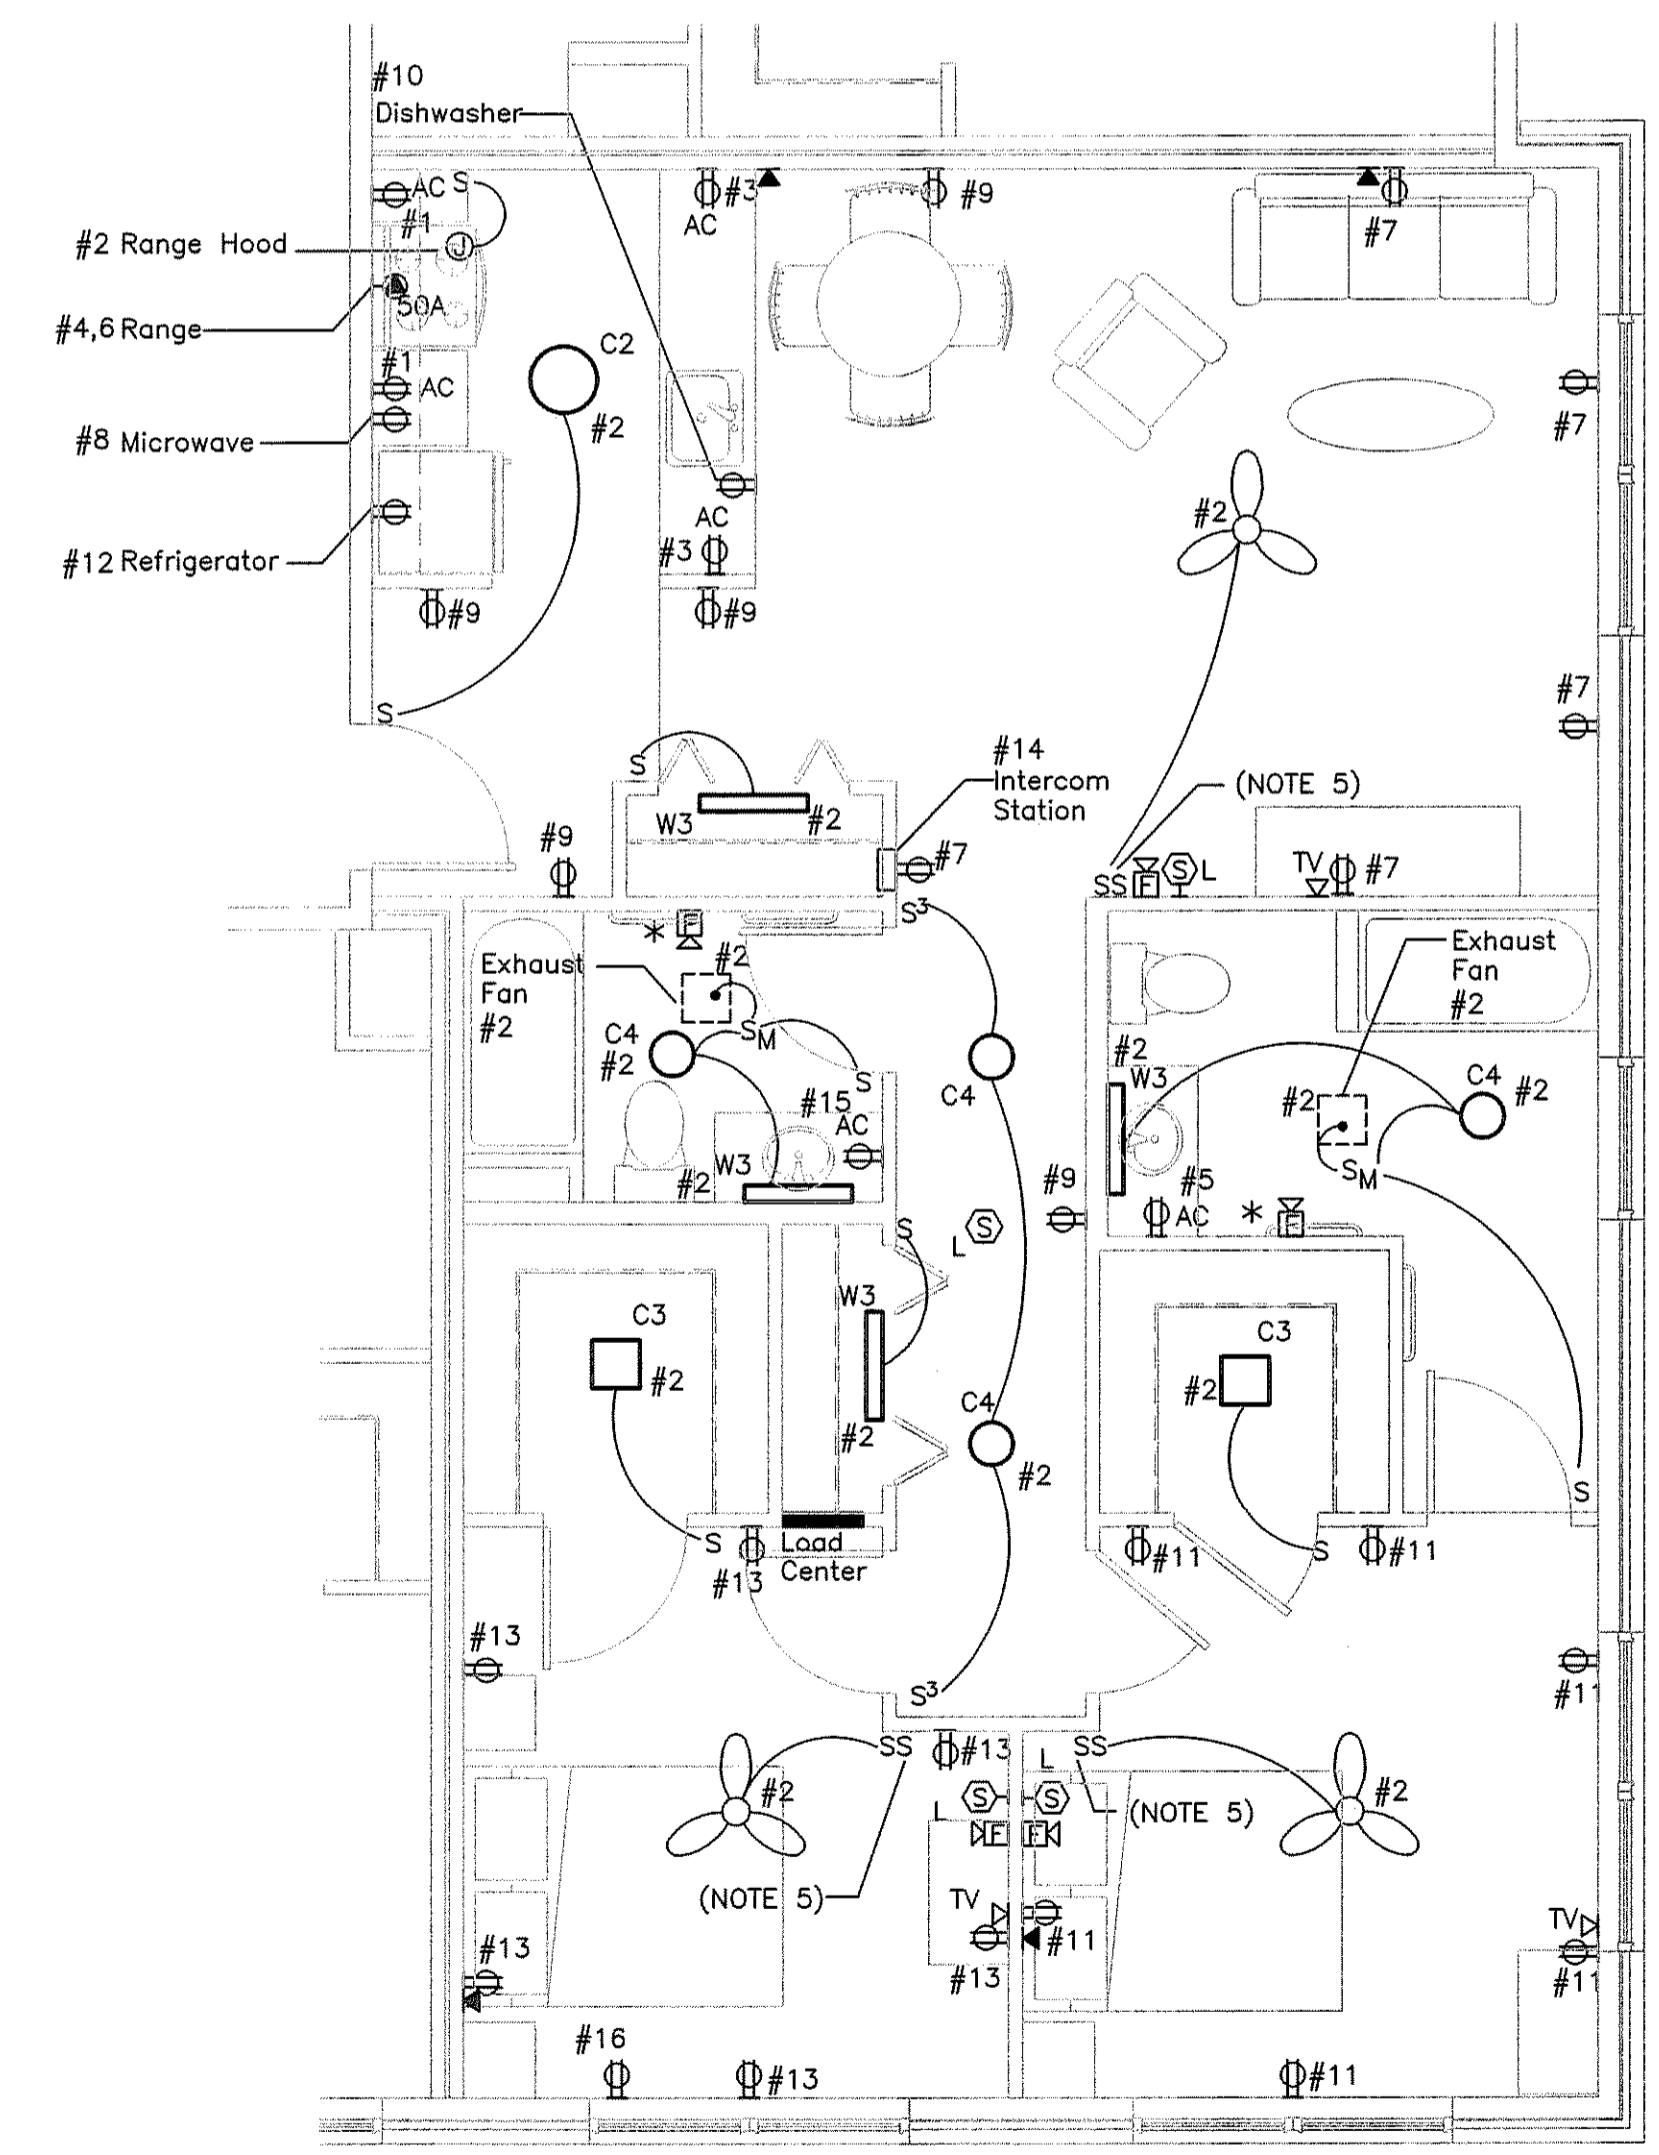 #10
Dishwasher
AC S
#1
#3
AC
#9
#7
#2 Range Hood
J
50A
#4,6 Range
C2
#2
#1
AC
#8 Microwave
#7
#2
AC
#3
#12 Refrigerator
#9
#9
#7
S
S
#14
Intercom
Station
(NOTE 5)
W3
#2
#9
#7
SS
F
S L
TV
#7
S3
*
F
#2
Exhaust
Fan
#2
Exhaust
Fan
#2
C4
#2
SM
S
C4
#2
W3
#2
C4
#2
#15
AC
W3
#2
SM
#9
#5
AC
*
F
S
S
L
W3
C3
#2
#2
C4
#2
C3
#2
S
S
Load
Center
#13
#11
S
#11
#13
#11
S3
SS
#13
L
SS
#2
S
S
L
F
F
(NOTE 5)
#2
(NOTE 5)
TV
#11
#13
TV
#11
#13
#16
#13
#11